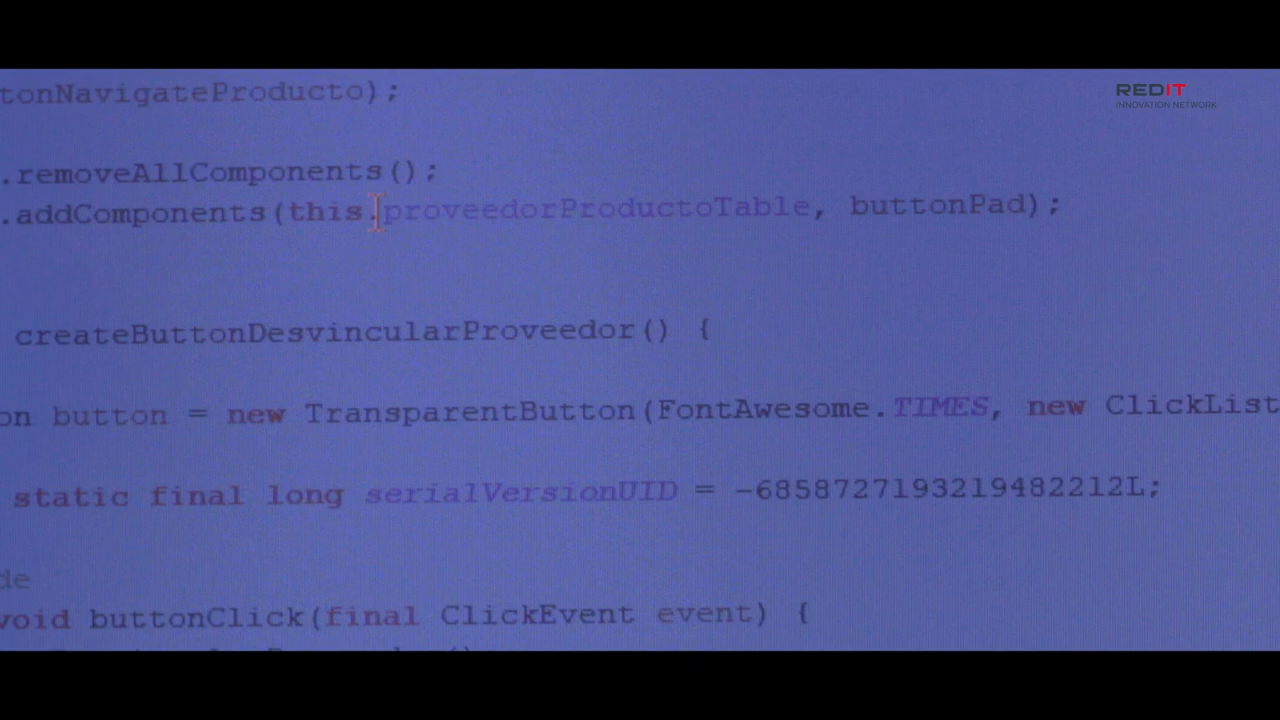 tonNavigateProducto);
REDIT
INNOVATION NETWORK
.removeAllComponents();
.addComponents(this.proveedorProductoTable, buttonPad);
createButtonDesvincularProveedor() {
on button = new TransparentButton(FontAwesome.TIMES, new ClickList
static final long serialVersionUID = -6858727193219482212L;
de
void buttonClick(final ClickEvent event) {